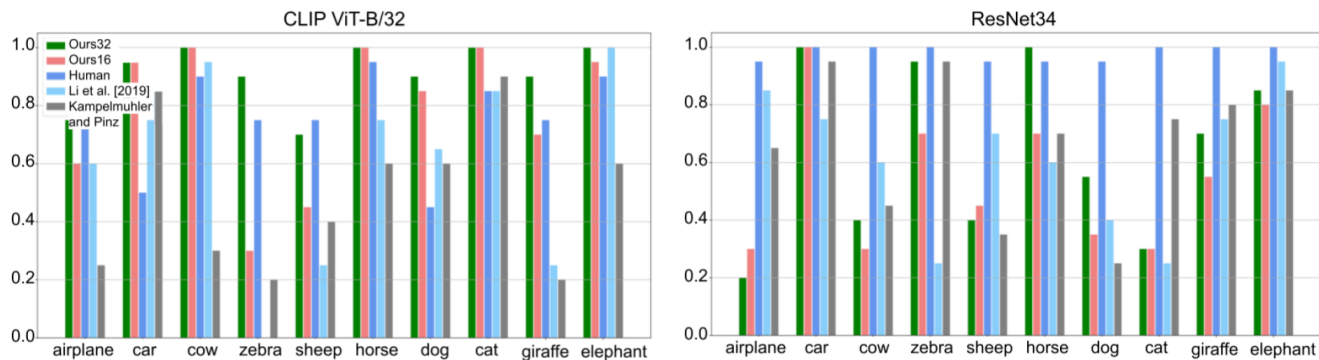 CLIP ViT-B/32
1.0
0.8
0.6
0.4
0.2
0.0
Ours32
Ours16
Human
Li et al. [2019]
Kampelmuhler
and Pinz
airplane car cow zebra sheep horse dog cat giraffe elephant
ResNet34
1.0
0.8
0.6
0.4
0.2
0.0
airplane car cow zebra sheep horse dog cat giraffe elephant